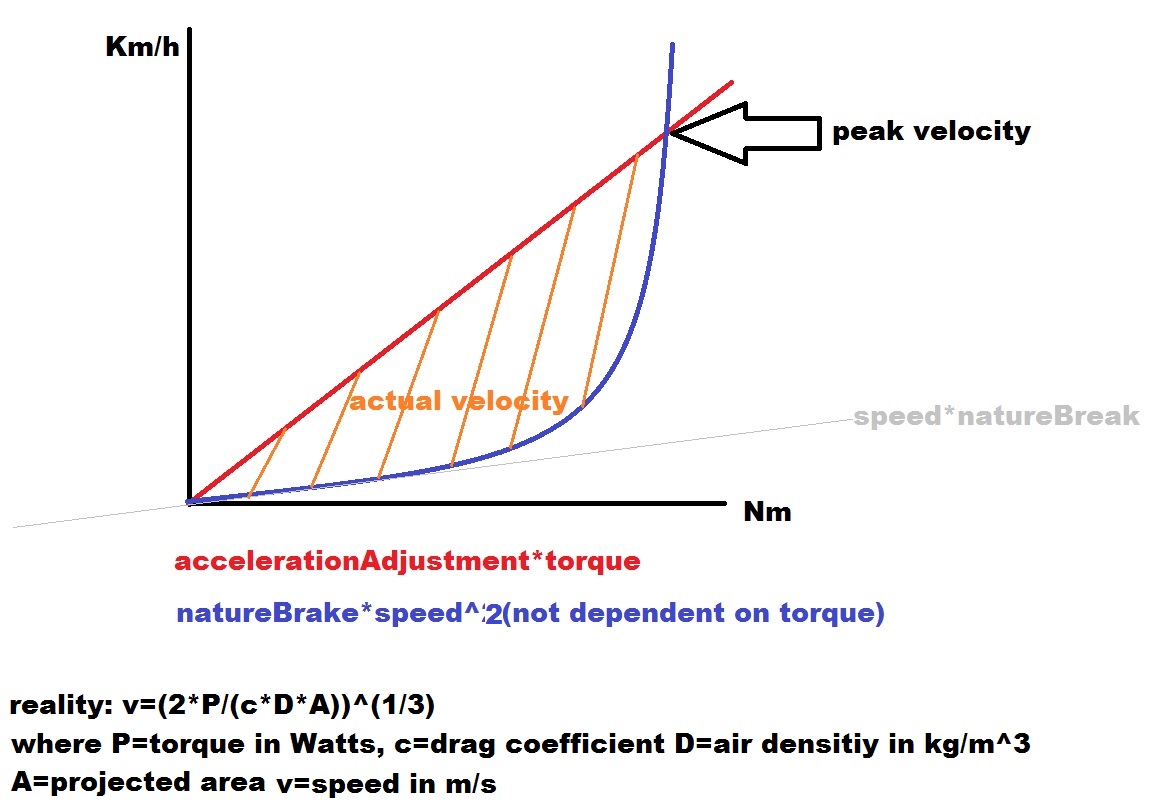 Km/h
peak velocity
actual velocity
speed*natureBreak
Nm
accelerationAdjustment*torque
natureBrake*speed^2(not dependent on torque)
reality: v=(2*P/(c*D*A))^(1/3)
where P=torque in Watts, c=drag coefficient D=air densitiy in kg/m^3
A=projected area v=speed in m/s